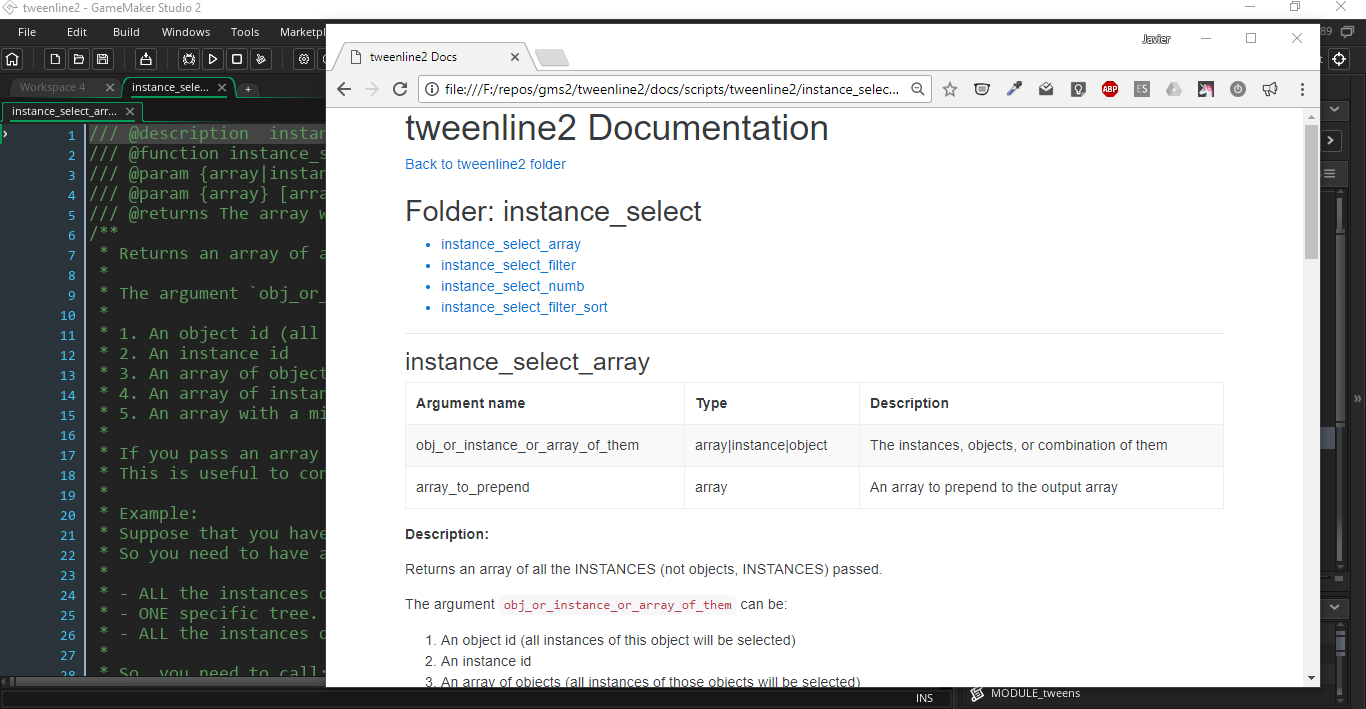 tweenline2 - GameMaker Studio 2
File Edit Build Windows Tools Marketpl
Workspace 4
instance_sele...
instance_select_arr...
1 /// @description instan
2 /// @function instance_s
3 /// @param {array|instan
4 /// @param {array} [arra
5 /// @returns The array w
6 /**
7 * Returns an array of a
8 *
9 * The argument `obj_or_
10 *
11 * 1. An object id (all
12 * 2. An instance id
13 * 3. An array of object
14 * 4. An array of instan
15 * 5. An array with a mi
16 *
17 * If you pass an array
18 * This is useful to con
19 *
20 * Example:
21 * Suppose that you have
22 * So you need to have a
23 *
24 * - ALL the instances o
25 * - ONE specific tree.
26 * - ALL the instances o
27 *
28 * So, you need to call:
Javier
tweenline2 Docs
file:///F:/repos/gms2/tweenline2/docs/scripts/tweenline2/instance_selec...
ABP
ES
tweenline2 Documentation
Back to tweenline2 folder
Folder: instance_select
• instance_select_array
• instance_select_filter
• instance_select_numb
• instance_select_filter_sort
instance_select_array
Argument name Type Description
obj_or_instance_or_array_of_them array|instance|object The instances, objects, or combination of them
array_to_prepend array An array to prepend to the output array
Description:
Returns an array of all the INSTANCES (not objects, INSTANCES) passed.
The argument obj_or_instance_or_array_of_them can be:
1. An object id (all instances of this object will be selected)
2. An instance id
3. An array of objects (all instances of those objects will be selected)
89
INS
MODULE_tweens